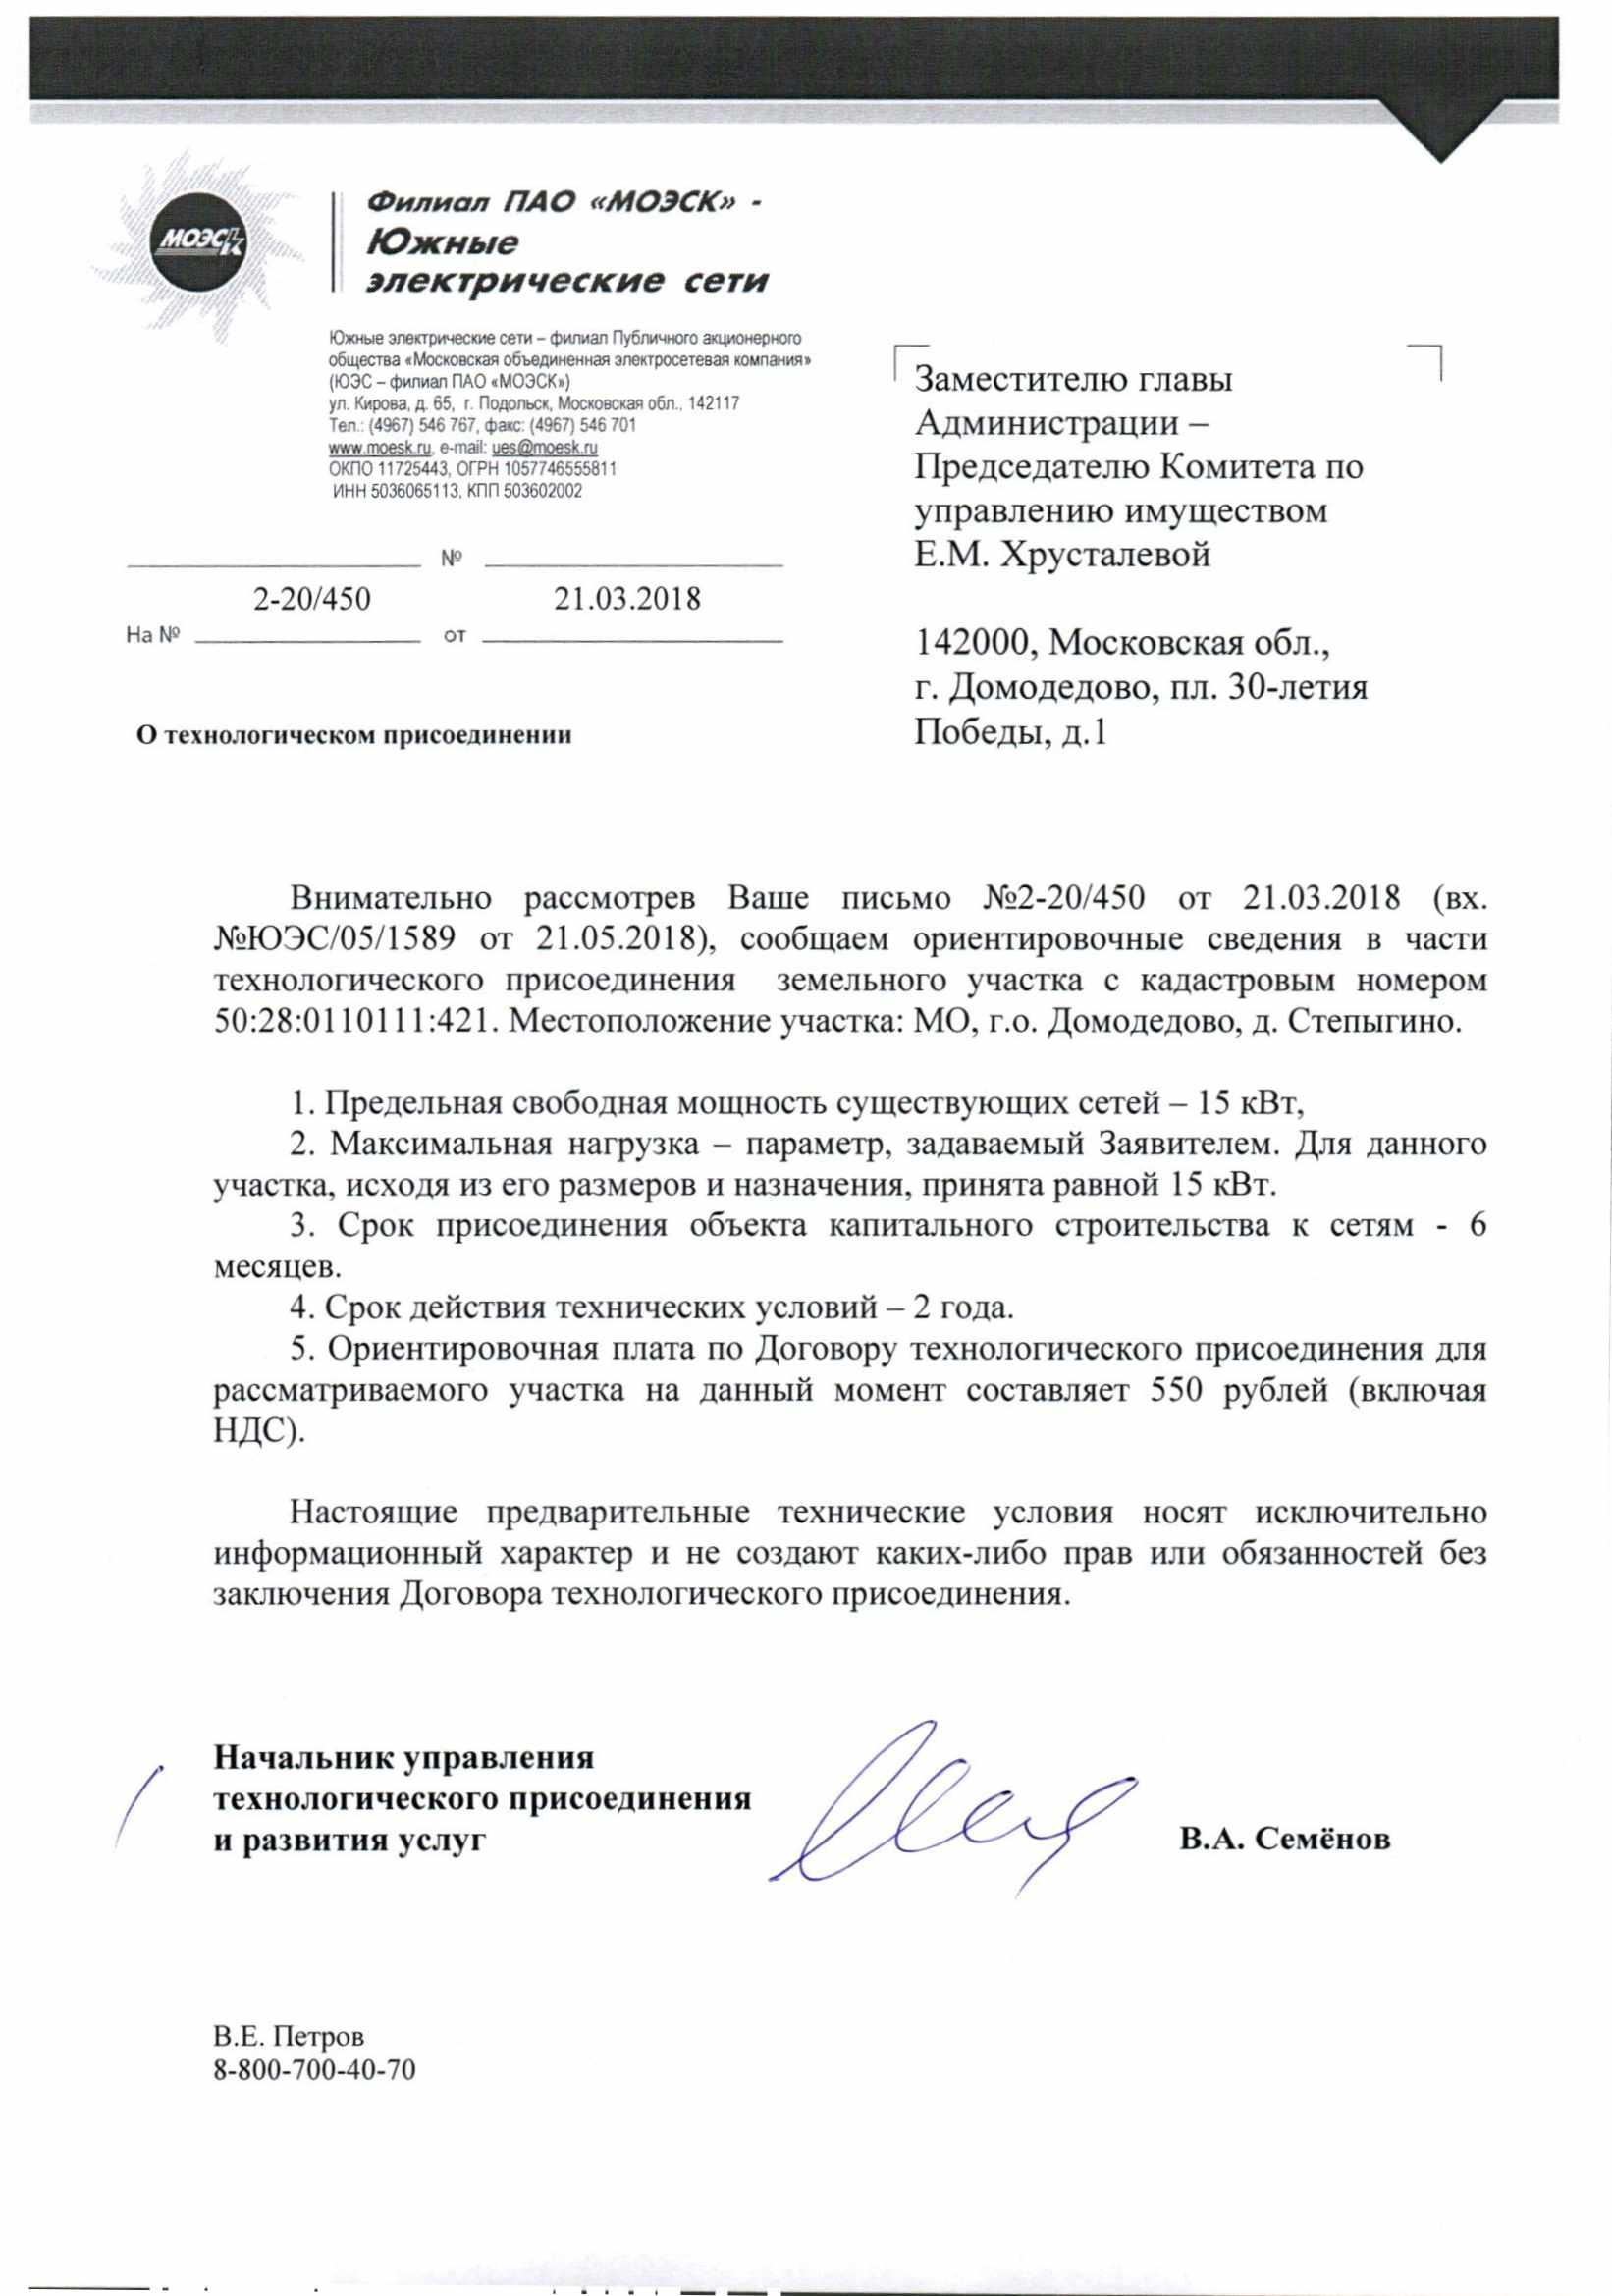 МОЭСК
Филиал ПАО «МОЭСК» -
Южные
электрические сети
Южные электрические сети – филиал Публичного акционерного
общества «Московская объединенная электросетевая компания»
(ЮЭС – филиал ПАО «МОЭСК»)
ул. Кирова, д. 65, г. Подольск, Московская обл., 142117
Тел.: (4967) 546 767, факс: (4967) 546 701
www.moesk.ru, e-mail: ues@moesk.ru
ОКПО 11725443, ОГРН 1057746555811
ИНН 5036065113, КПП 503602002
№
2-20/450 21.03.2018
На № от
О технологическом присоединении
Заместителю главы
Администрации –
Председателю Комитета по
управлению имуществом
Е.М. Хрусталевой
142000, Московская обл.,
г. Домодедово, пл. 30-летия
Победы, д.1
Внимательно рассмотрев Ваше письмо №2-20/450 от 21.03.2018 (вх.
№ЮЭС/05/1589 от 21.05.2018), сообщаем ориентировочные сведения в части
технологического присоединения земельного участка с кадастровым номером
50:28:0110111:421. Местоположение участка: МО, г.о. Домодедово, д. Степыгино.
1. Предельная свободная мощность существующих сетей – 15 кВт,
2. Максимальная нагрузка – параметр, задаваемый Заявителем. Для данного
участка, исходя из его размеров и назначения, принята равной 15 кВт.
3. Срок присоединения объекта капитального строительства к сетям - 6
месяцев.
4. Срок действия технических условий – 2 года.
5. Ориентировочная плата по Договору технологического присоединения для
рассматриваемого участка на данный момент составляет 550 рублей (включая
НДС).
Настоящие предварительные технические условия носят исключительно
информационный характер и не создают каких-либо прав или обязанностей без
заключения Договора технологического присоединения.
Начальник управления
технологического присоединения
и развития услуг
В.А. Семёнов
В.Е. Петров
8-800-700-40-70